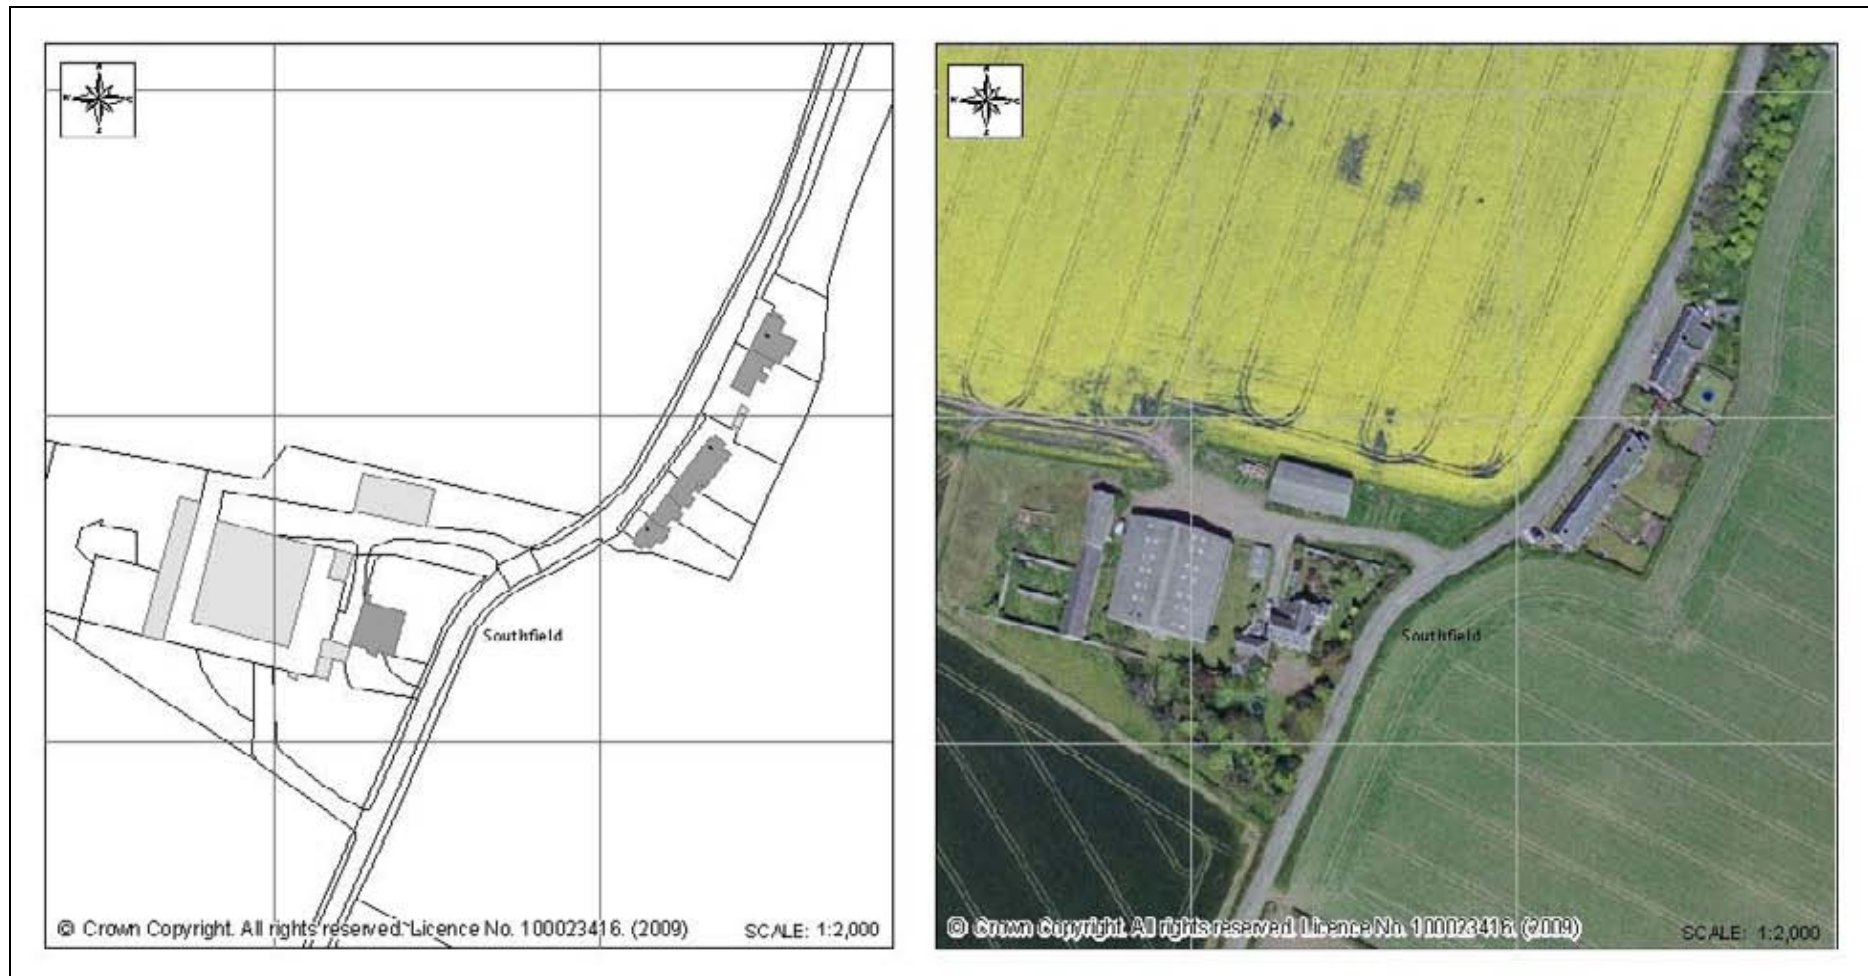 Southfield
© Crown Copyright. All rights reserved. Licence No. 100023416. (2009)
SCALE: 1:2,000
Southfield
© Crown Copyright. All rights reserved. Licence No. 100023416. (2009)
SCALE: 1:2,000